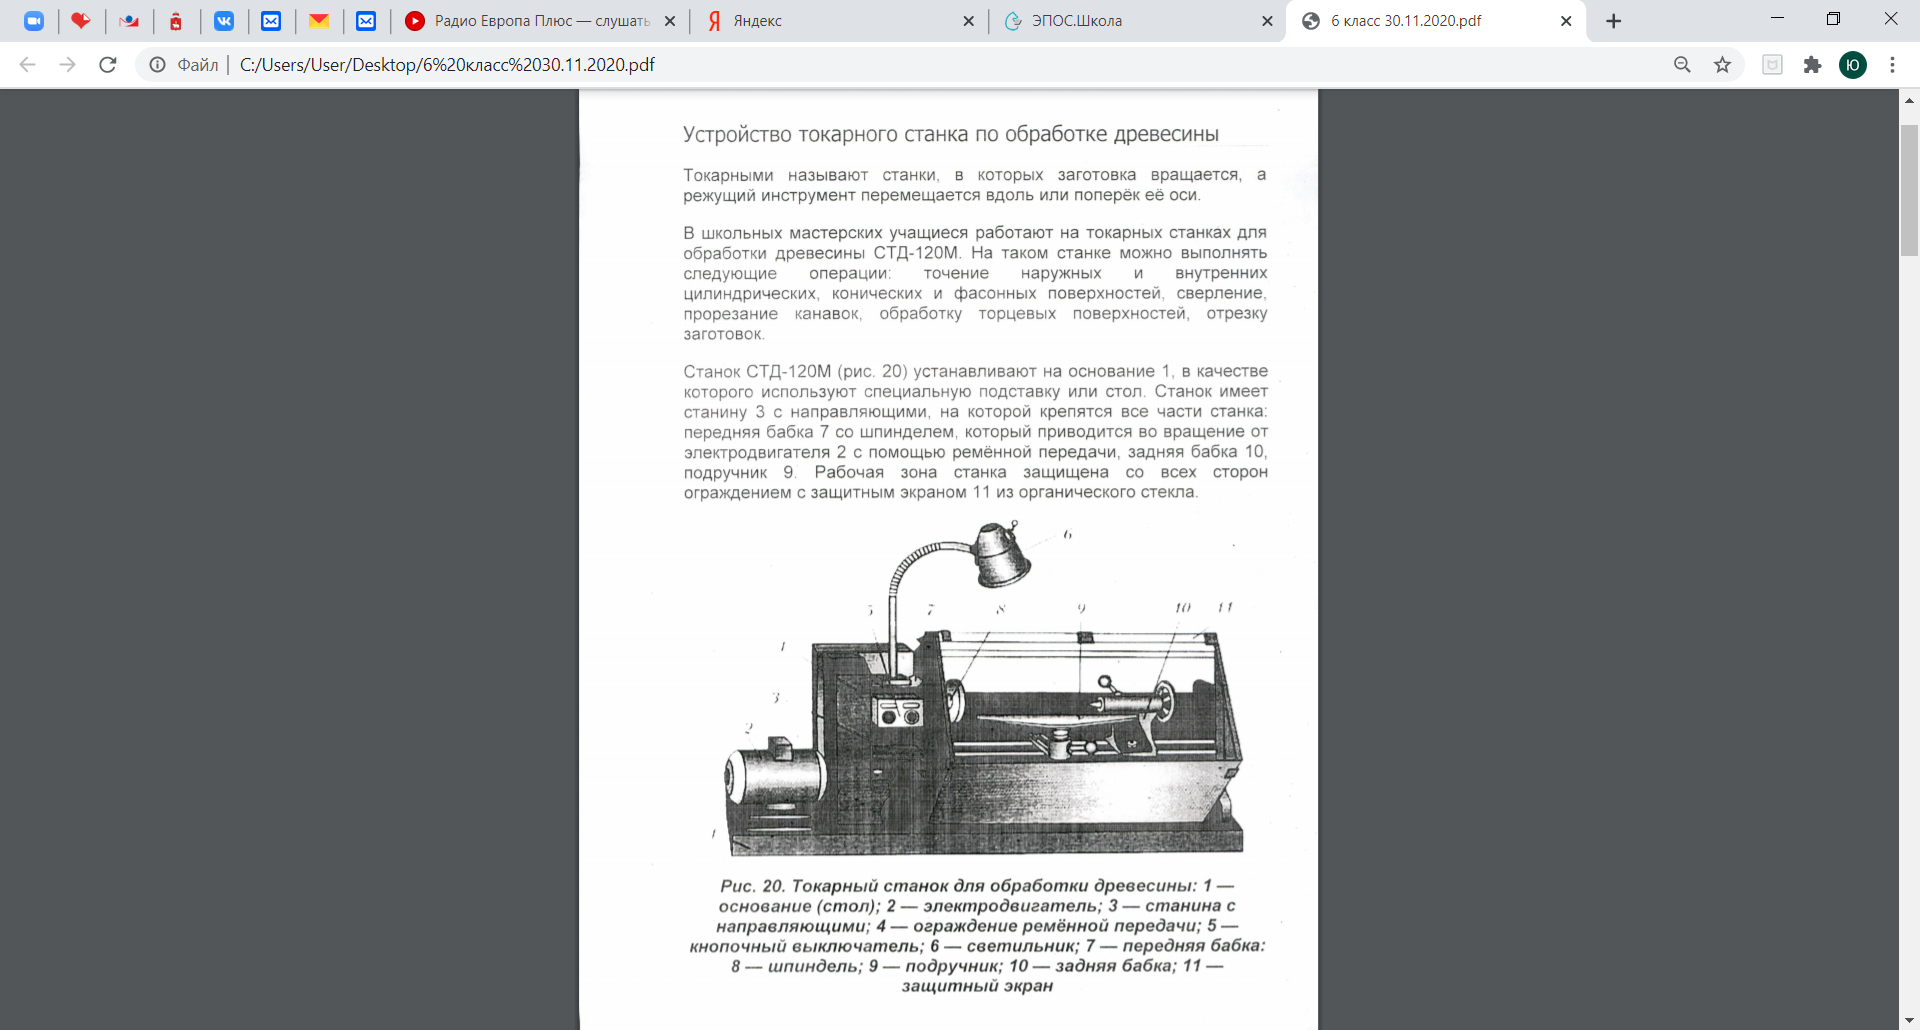 Радио Европа Плюс — слушать
Яндекс
ЭПОС.Школа
6 класс 30.11.2020.pdf
Файл
C:/Users/User/Desktop/6%20класс%2030.11.2020.pdf
Ю
Устройство токарного станка по обработке древесины
Токарными называют станки, в которых заготовка вращается, а
режущий инструмент перемещается вдоль или поперёк её оси.
В школьных мастерских учащиеся работают на токарных станках для
обработки древесины СТД-120М. На таком станке можно выполнять
следующие операции: точение наружных и внутренних
цилиндрических, конических и фасонных поверхностей, сверление,
прорезание канавок, обработку торцевых поверхностей, отрезку
заготовок.
Станок СТД-120М (рис. 20) устанавливают на основание 1, в качестве
которого используют специальную подставку или стол. Станок имеет
станину 3 с направляющими, на которой крепятся все части станка:
передняя бабка 7 со шпинделем, который приводится во вращение от
электродвигателя 2 с помощью ремённой передачи, задняя бабка 10,
подручник 9. Рабочая зона станка защищена со всех сторон
ограждением с защитным экраном 11 из органического стекла.
6
7 8 9 10 11
3
2
1
Рис. 20. Токарный станок для обработки древесины: 1 —
основание (стол); 2 — электродвигатель; 3 — станина с
направляющими; 4 — ограждение ремённой передачи; 5 —
кнопочный выключатель; 6 — светильник; 7 — передняя бабка:
8 — шпиндель; 9 — подручник; 10 — задняя бабка; 11 —
защитный экран